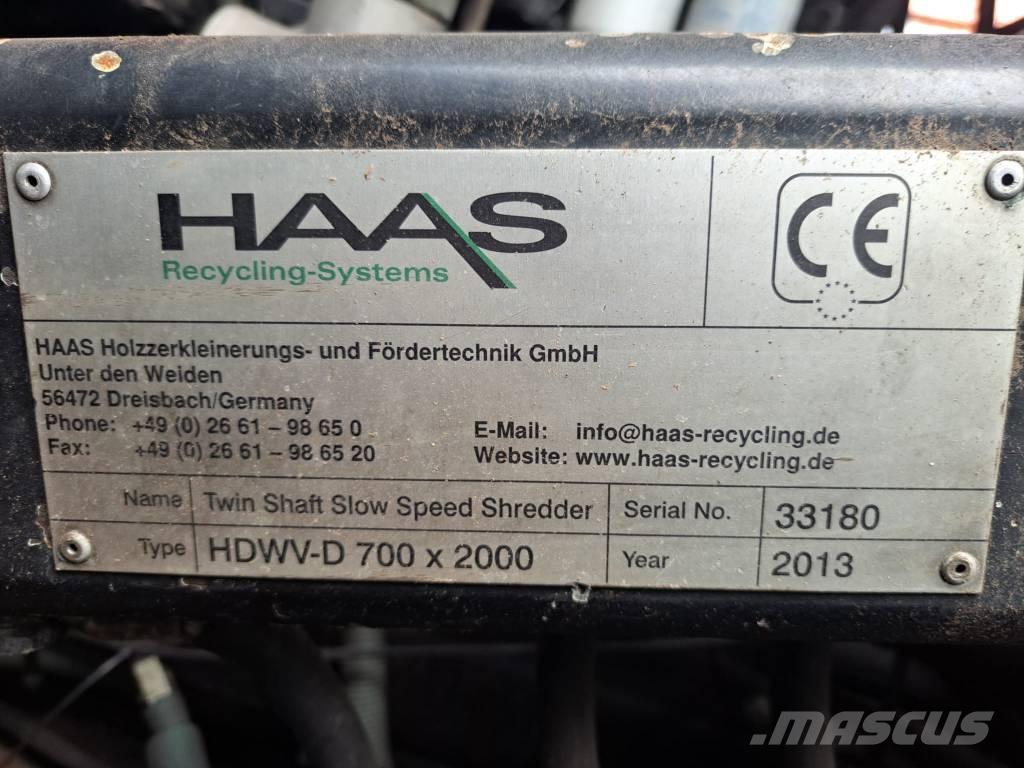 HAAS
Recycling-Systems
CE
HAAS Holzzerkleinerungs- und Fördertechnik GmbH
Unter den Weiden
56472 Dreisbach/Germany
Phone: +49 (0) 26 61 – 98 65 0
Fax: +49 (0) 26 61 – 98 65 20
E-Mail: info@haas-recycling.de
Website: www.haas-recycling.de
Name Twin Shaft Slow Speed Shredder Serial No. 33180
Type HDWV-D 700 x 2000 Year 2013
MASCUS